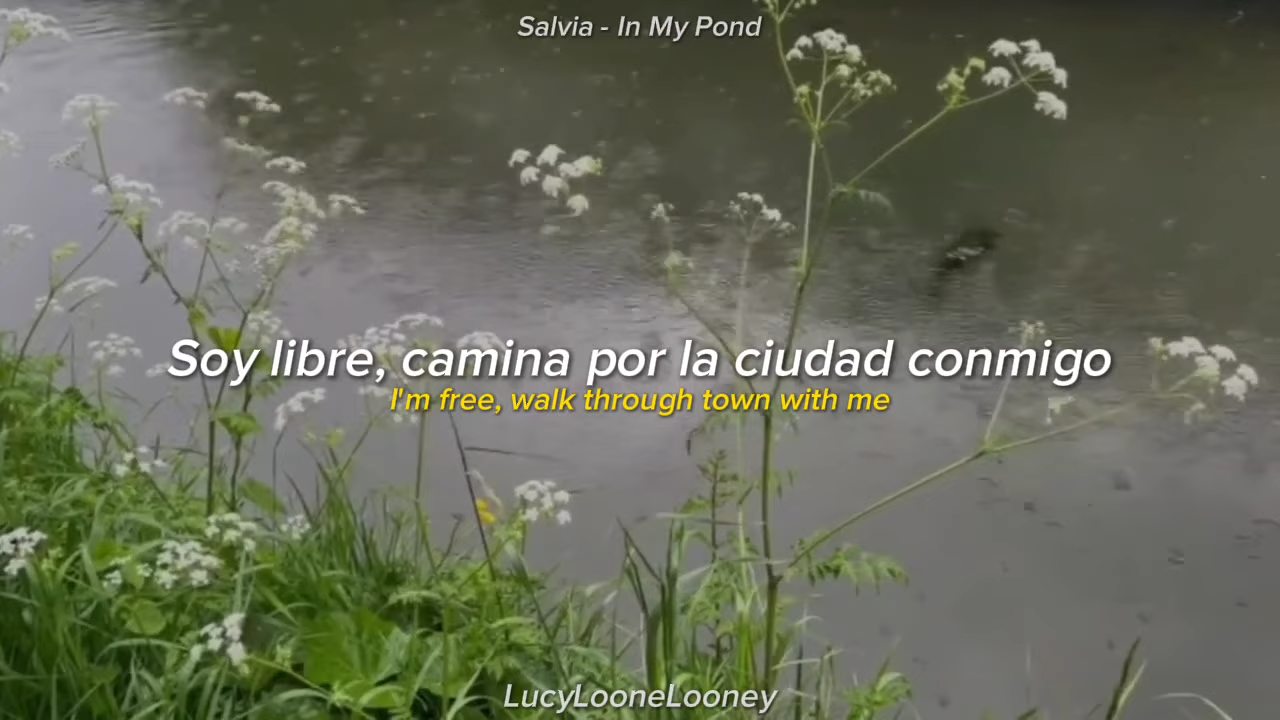 Salvia - In My Pond
Soy libre, camina por la ciudad conmigo
I'm free, walk through town with me
LucyLooneLooney